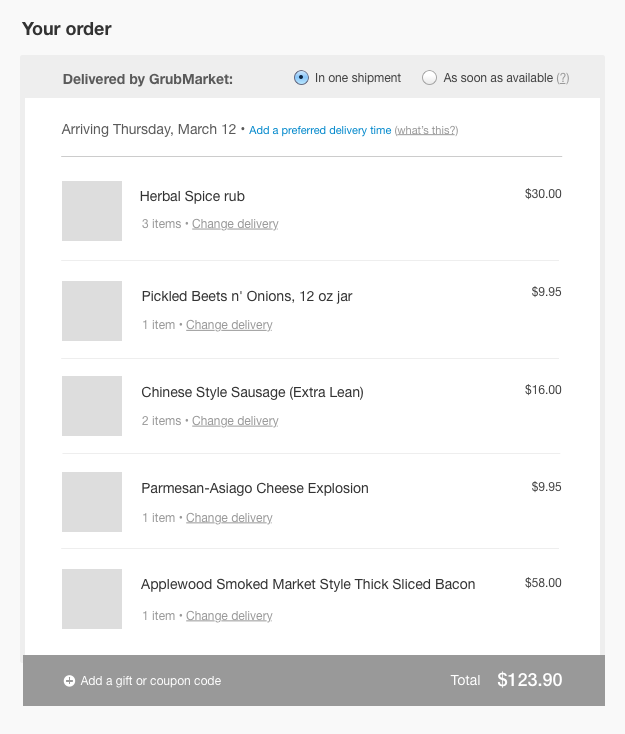 Your order
Delivered by GrubMarket: In one shipment As soon as available (?)
Arriving Thursday, March 12 • Add a preferred delivery time (what's this?)
Herbal Spice rub $30.00
3 items • Change delivery
Pickled Beets n' Onions, 12 oz jar $9.95
1 item • Change delivery
Chinese Style Sausage (Extra Lean) $16.00
2 items • Change delivery
Parmesan-Asiago Cheese Explosion $9.95
1 item • Change delivery
Applewood Smoked Market Style Thick Sliced Bacon $58.00
1 item • Change delivery
Add a gift or coupon code Total $123.90